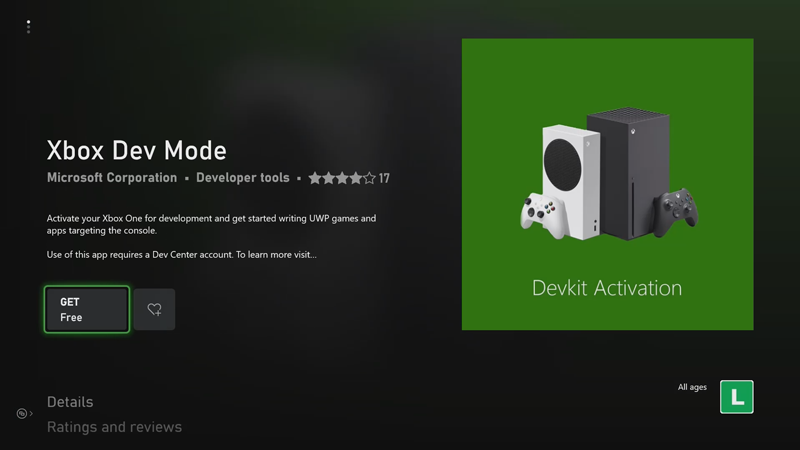 Xbox Dev Mode
Microsoft Corporation • Developer tools • 17
Activate your Xbox One for development and get started writing UWP games and
apps targeting the console.
Use of this app requires a Dev Center account. To learn more visit...
GET
Free
Devkit Activation
All ages
L
Details
Ratings and reviews